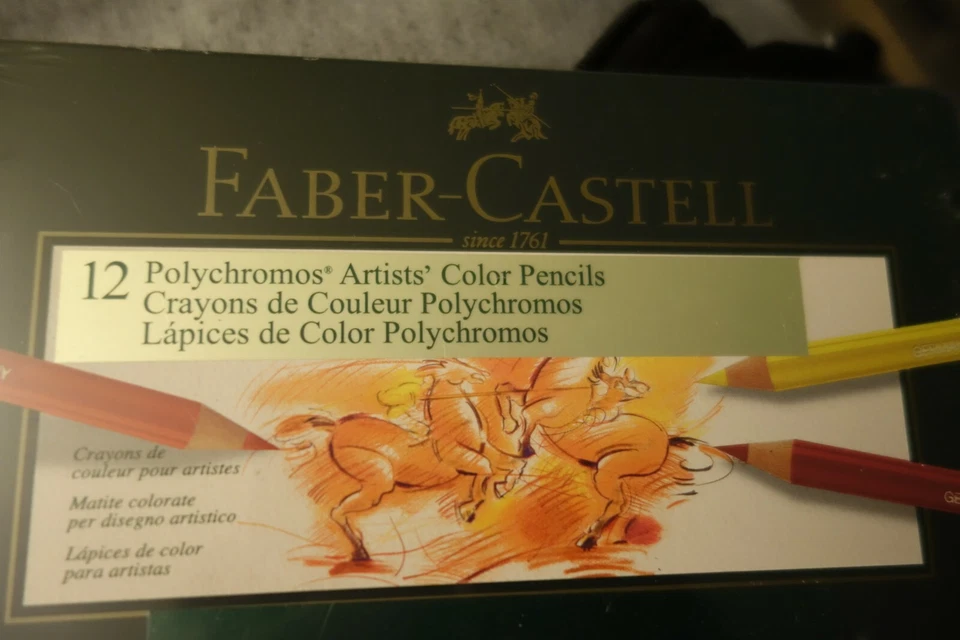 FABER-CASTELL
since 1761
12 Polychromos® Artists' Color Pencils
Crayons de Couleur Polychromos
Lápices de Color Polychromos
Crayons de
couleur pour artistes
Matite colorate
per disegno artistico
Lápices de color
para artistas